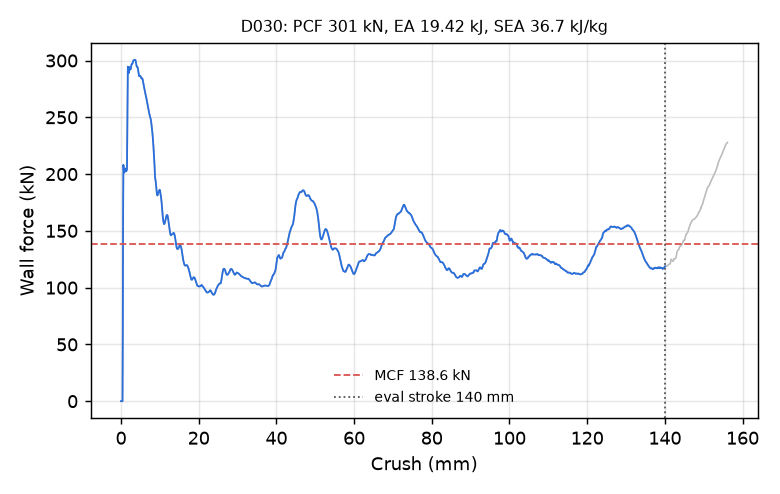 D030: PCF 301 kN, EA 19.42 kJ, SEA 36.7 kJ/kg
Wall force (kN)
300
250
200
150
100
50
0
MCF 138.6 kN
eval stroke 140 mm
0 20 40 60 80 100 120 140 160
Crush (mm)